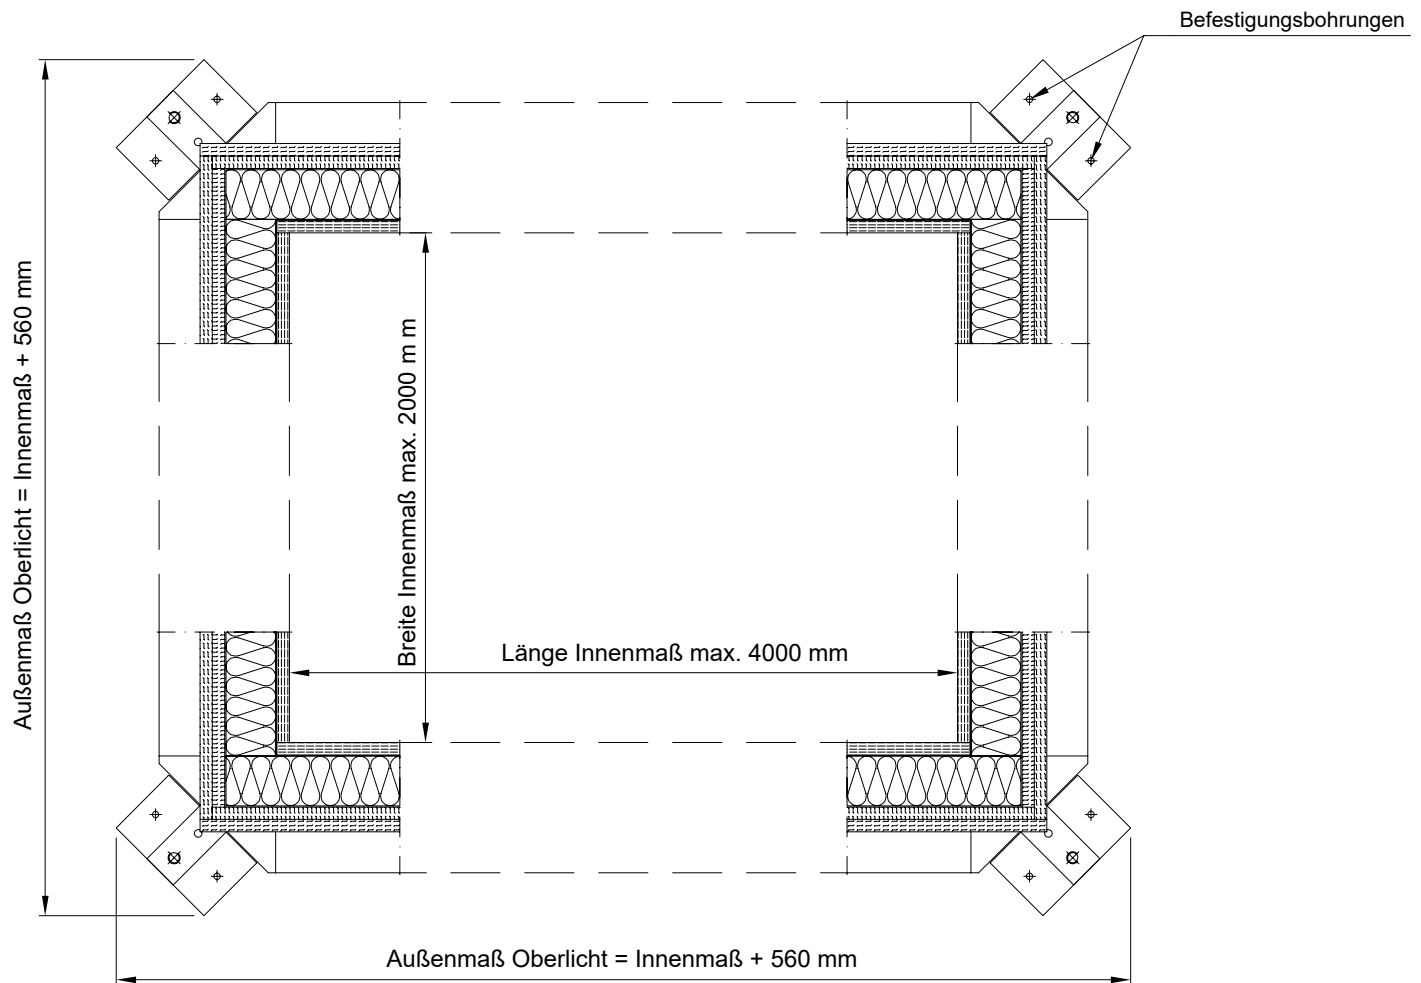 Befestigungsbohrungen
Außenmaß Oberlicht = Innenmaß + 560 mm
Breite Innenmaß max. 2000 m m
Länge Innenmaß max. 4000 mm
Außenmaß Oberlicht = Innenmaß + 560 mm